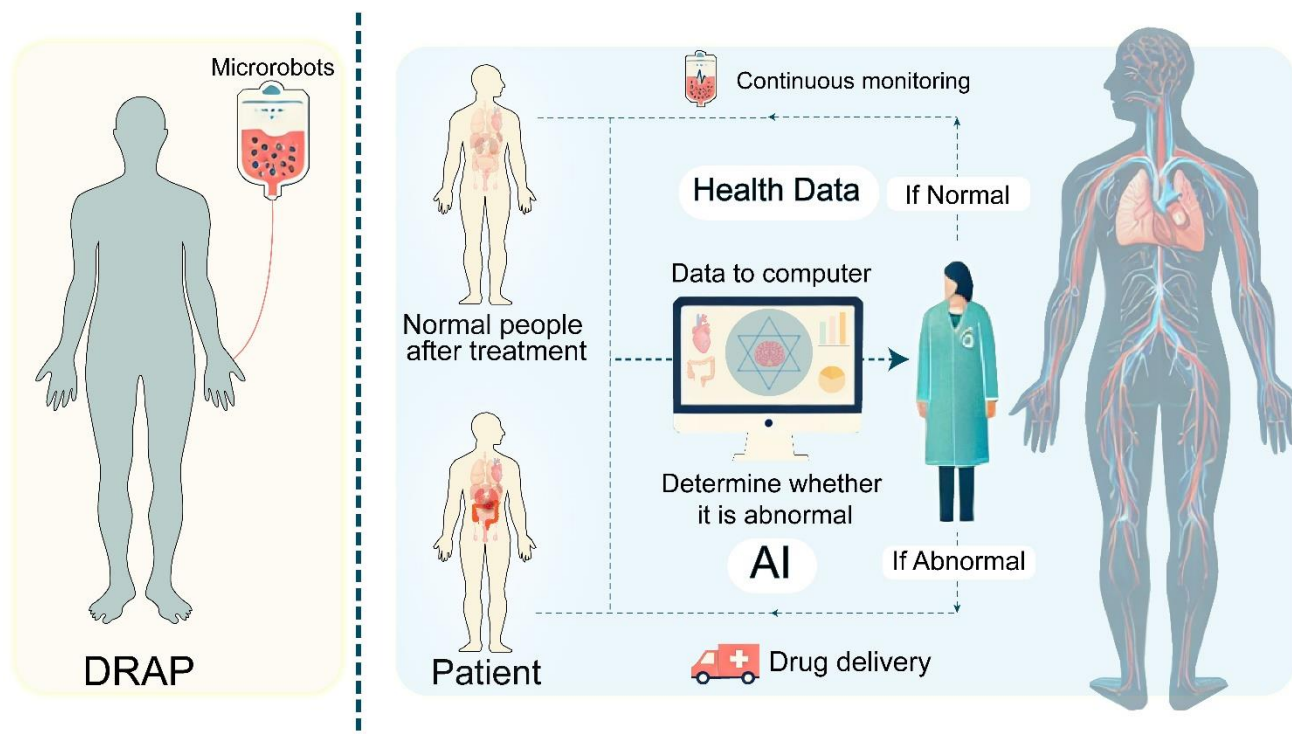 Microrobots
DRAP
Continuous monitoring
Health Data
If Normal
Data to computer
Normal people
after treatment
Determine whether
it is abnormal
AI
If Abnormal
Patient
Drug delivery